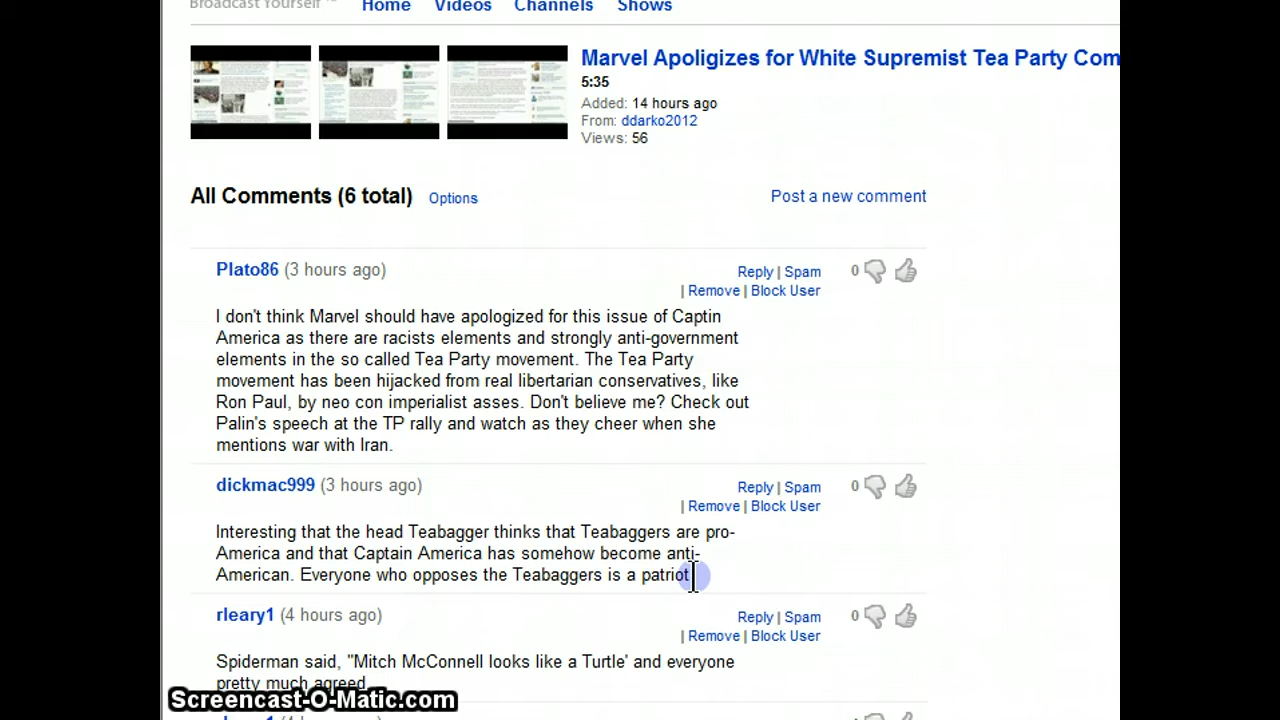 Broadcast Yourself ™ Home Videos Channels Shows
Marvel Apoligizes for White Supremist Tea Party Com
5:35
Added: 14 hours ago
From: ddarko2012
Views: 56
All Comments (6 total) Options Post a new comment
Plato86 (3 hours ago) Reply | Spam 0
| Remove | Block User
I don't think Marvel should have apologized for this issue of Captin
America as there are racists elements and strongly anti-government
elements in the so called Tea Party movement. The Tea Party
movement has been hijacked from real libertarian conservatives, like
Ron Paul, by neo con imperialist asses. Don't believe me? Check out
Palin's speech at the TP rally and watch as they cheer when she
mentions war with Iran.
dickmac999 (3 hours ago) Reply | Spam 0
| Remove | Block User
Interesting that the head Teabagger thinks that Teabaggers are pro-
America and that Captain America has somehow become anti-
American. Everyone who opposes the Teabaggers is a patriot
rleary1 (4 hours ago) Reply | Spam 0
| Remove | Block User
Spiderman said, "Mitch McConnell looks like a Turtle' and everyone
pretty much agreed
Screencast-O-Matic.com